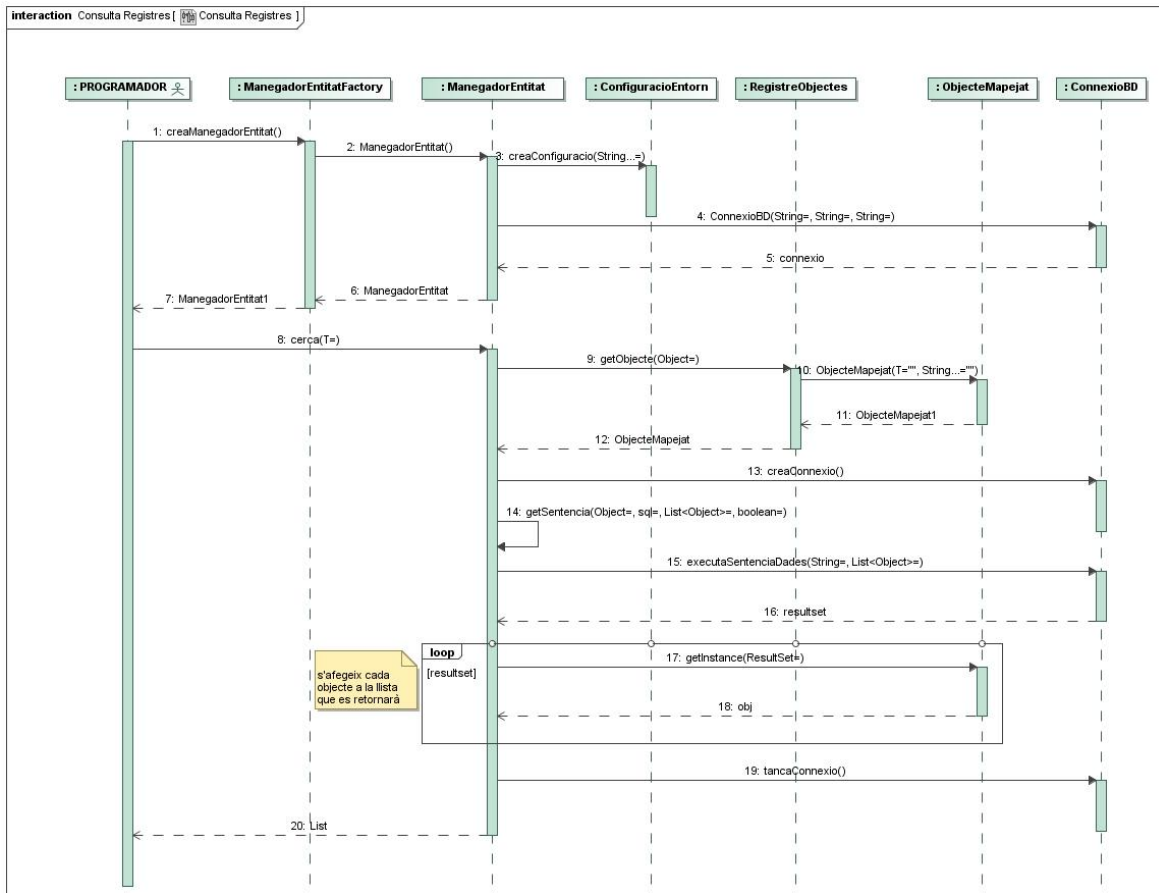 interaction Consulta Registres [ Consulta Registres ]
: PROGRAMADOR
: ManegadorEntitatFactory
: ManegadorEntitat
: ConfiguracioEntorn
: RegistreObjectes
: ObjecteMapejat
: ConnexioBD
1: creaManegadorEntitat()
2: ManegadorEntitat()
3: creaConfiguracio(String...=)
4: ConnexioBD(String=, String=, String=)
5: connexio
6: ManegadorEntitat
7: ManegadorEntitat1
8: cerca(T=)
9: getObjecte(Object=)
10: ObjecteMapejat(T="", String...="")
11: ObjecteMapejat1
12: ObjecteMapejat
13: creaConnexio()
14: getSentencia(Object=, sql=, List<Object>=, boolean=)
15: executaSentenciaDades(String=, List<Object>=)
16: resultset
loop
[resultset]
17: getInstance(ResultSet=)
s'afegeix cada
objecte a la llista
que es retornarà
18: obj
19: tancaConnexio()
20: List